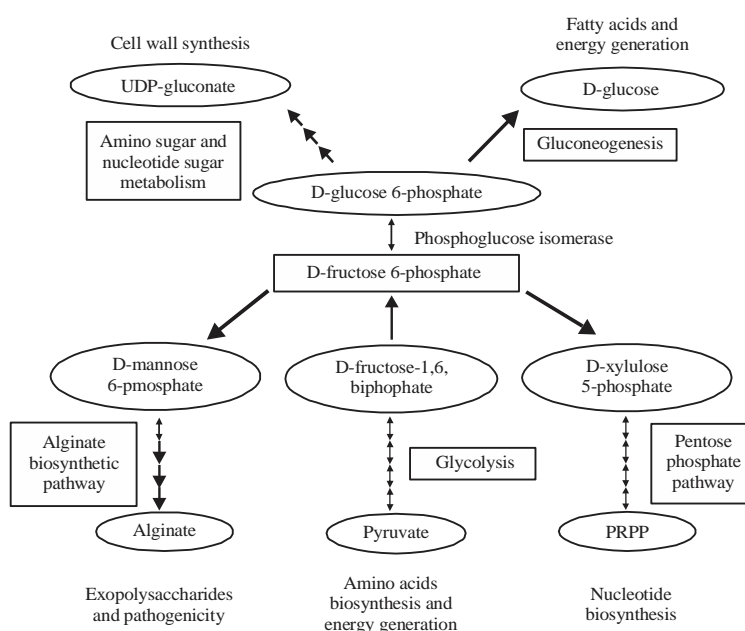 Cell wall synthesis
Fatty acids and
energy generation
UDP-gluconate
D-glucose
Amino sugar and
nucleotide sugar
metabolism
Gluconeogenesis
D-glucose 6-phosphate
Phosphoglucose isomerase
D-fructose 6-phosphate
D-mannose
6-pmosphate
D-fructose-1,6,
biphophate
D-xylulose
5-phosphate
Alginate
biosynthetic
pathway
Glycolysis
Pentose
phosphate
pathway
Alginate
Pyruvate
PRPP
Exopolysaccharides
and pathogenicity
Amino acids
biosynthesis and
energy generation
Nucleotide
biosynthesis